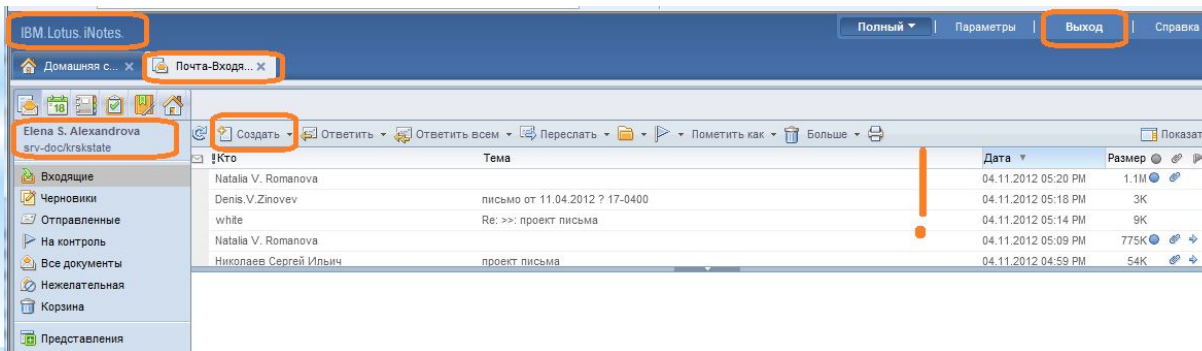 IBM.Lotus.iNotes.
Полный | Параметры | Выход | Справка
Домашняя с... X Почта-Входя... X
18
Elena S. Alexandrova
srv-doc/krskstate
Создать Ответить Ответить всем Переслать Пометить как Больше Показат
! Кто Тема Дата Размер
Natalia V. Romanova 04.11.2012 05:20 PM 1.1M
Denis.V.Zinovev письмо от 11.04.2012 ? 17-0400 04.11.2012 05:18 PM 3K
white Re: >>: проект письма 04.11.2012 05:14 PM 9K
Natalia V. Romanova 04.11.2012 05:09 PM 775K
Николаев Сергей Ильич проект письма 04.11.2012 04:59 PM 54K
Входящие
Черновики
Отправленные
На контроль
Все документы
Нежелательная
Корзина
Представления
!